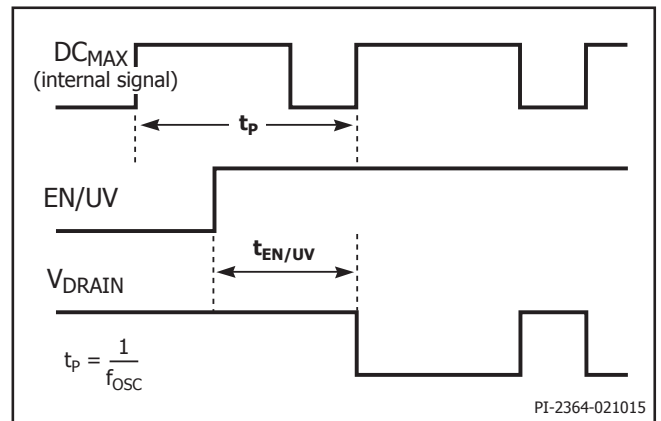 DCMAX
(internal signal)
tP
EN/UV
tEN/UV
VDRAIN
tP = 1/fOSC
PI-2364-021015